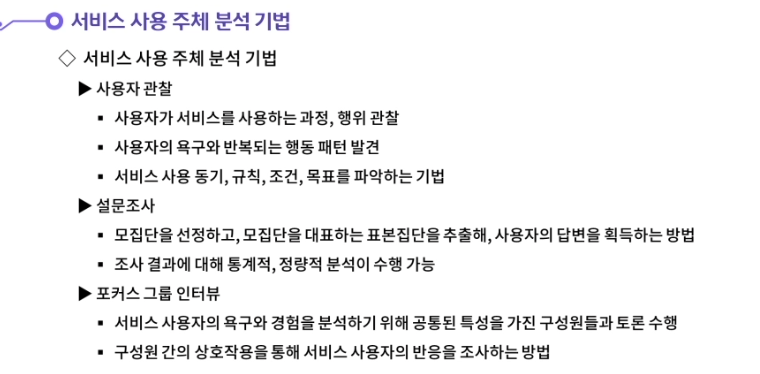 서비스 사용 주체 분석 기법
◇ 서비스 사용 주체 분석 기법
▶ 사용자 관찰
▪ 사용자가 서비스를 사용하는 과정, 행위 관찰
▪ 사용자의 욕구와 반복되는 행동 패턴 발견
▪ 서비스 사용 동기, 규칙, 조건, 목표를 파악하는 기법
▶ 설문조사
▪ 모집단을 선정하고, 모집단을 대표하는 표본집단을 추출해, 사용자의 답변을 획득하는 방법
▪ 조사 결과에 대해 통계적, 정량적 분석이 수행 가능
▶ 포커스 그룹 인터뷰
▪ 서비스 사용자의 욕구와 경험을 분석하기 위해 공통된 특성을 가진 구성원들과 토론 수행
▪ 구성원 간의 상호작용을 통해 서비스 사용자의 반응을 조사하는 방법